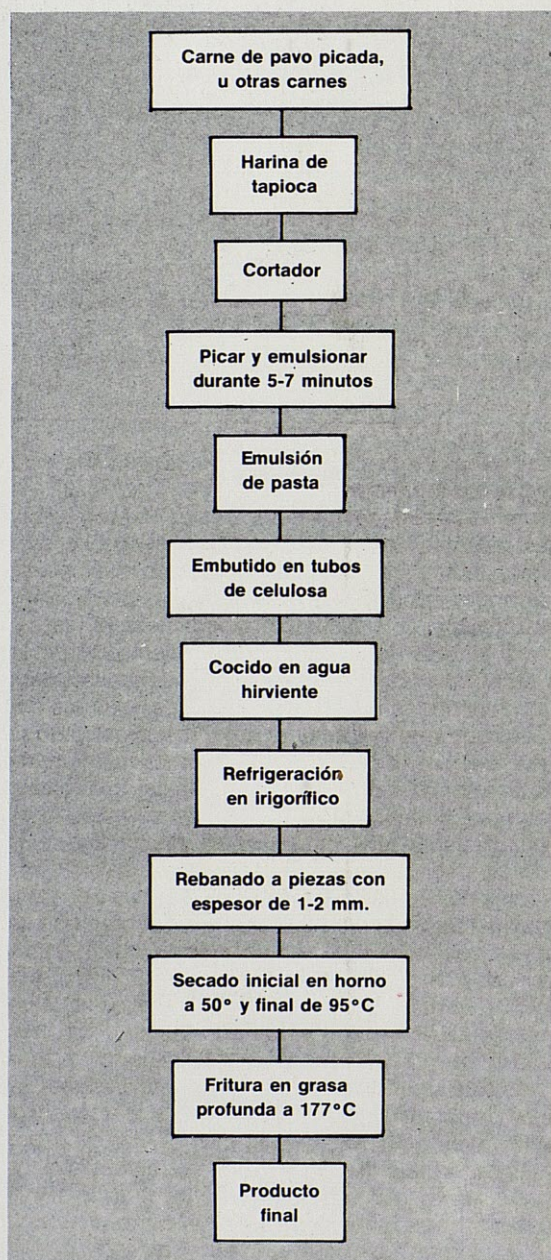 Carne de pavo picada,
u otras carnes
Harina de
tapioca
Cortador
Picar y emulsionar
durante 5-7 minutos
Emulsión
de pasta
Embutido en tubos
de celulosa
Cocido en agua
hirviente
Refrigeración
en irigorífico
Rebanado a piezas con
espesor de 1-2 mm.
Secado inicial en horno
a 50° y final de 95°C
Fritura en grasa
profunda a 177°C
Producto
final